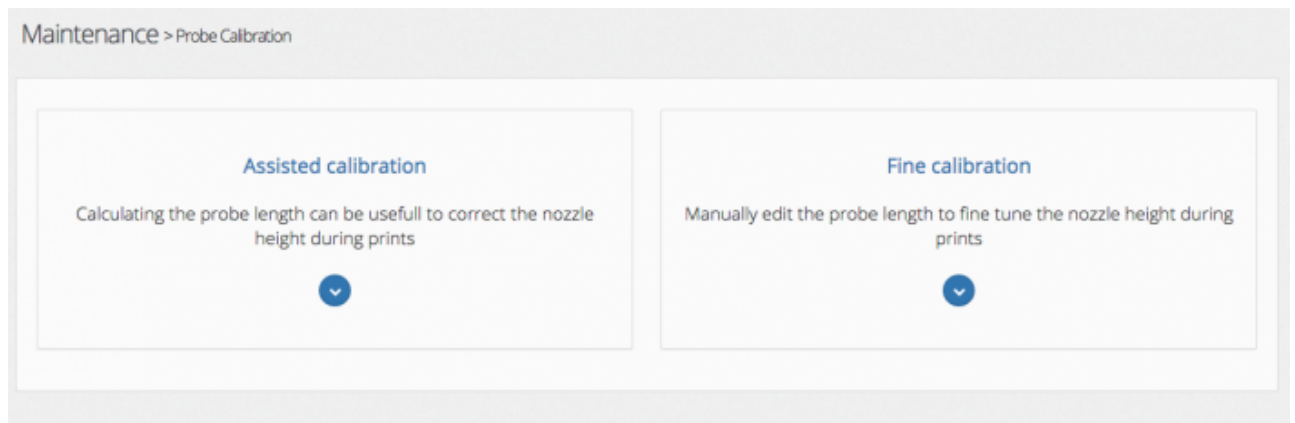 Maintenance > Probe Calibration
Assisted calibration
Calculating the probe length can be usefull to correct the nozzle
height during prints
Fine calibration
Manually edit the probe length to fine tune the nozzle height during
prints